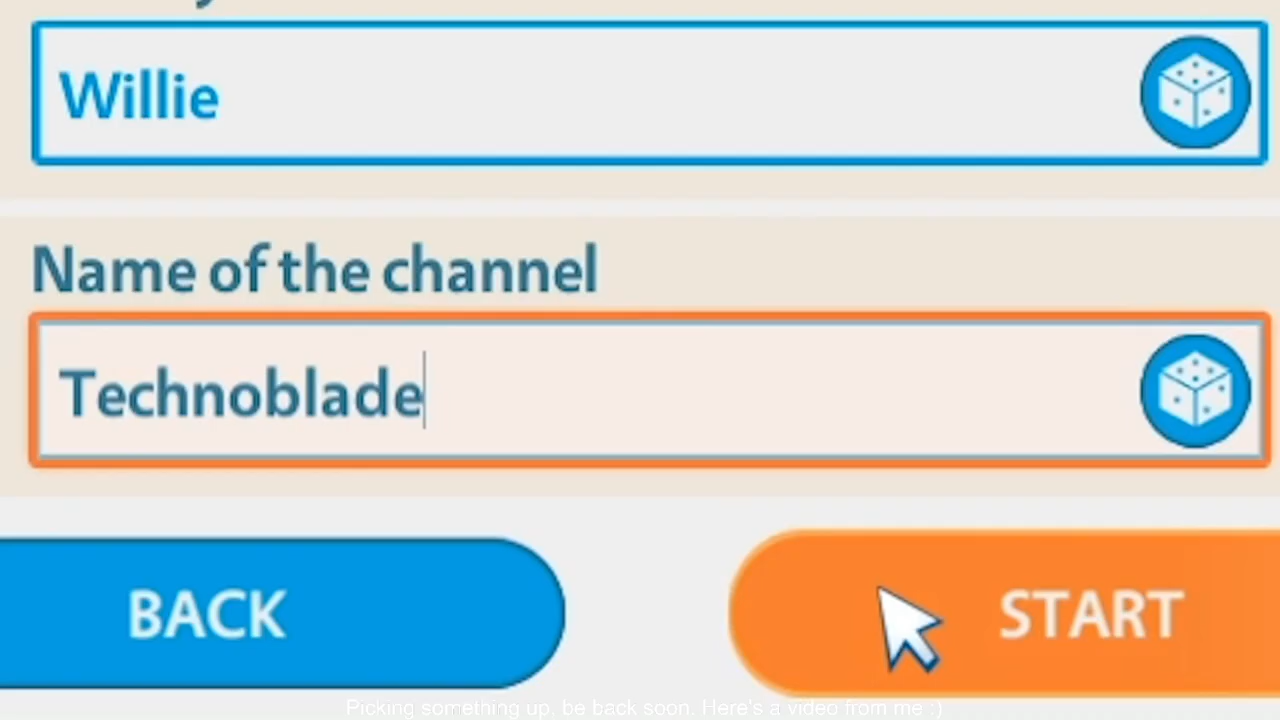 Willie
Name of the channel
Technoblade
BACK
START
Picking something up, be back soon. Here's a video from me :)